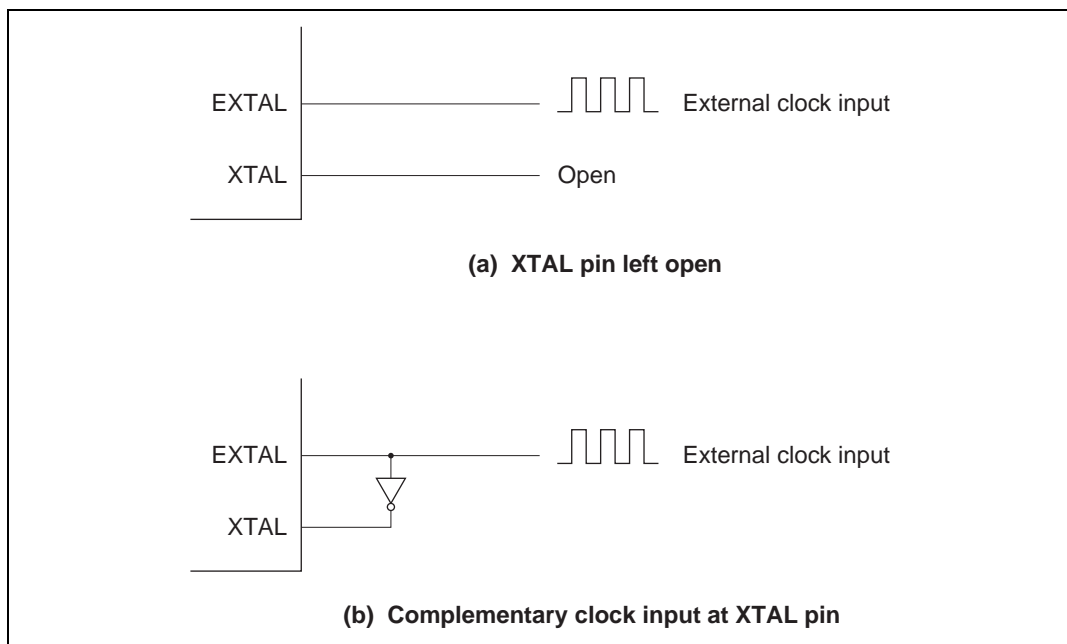 EXTAL
External clock input
XTAL
Open
(a) XTAL pin left open
EXTAL
External clock input
XTAL
(b) Complementary clock input at XTAL pin